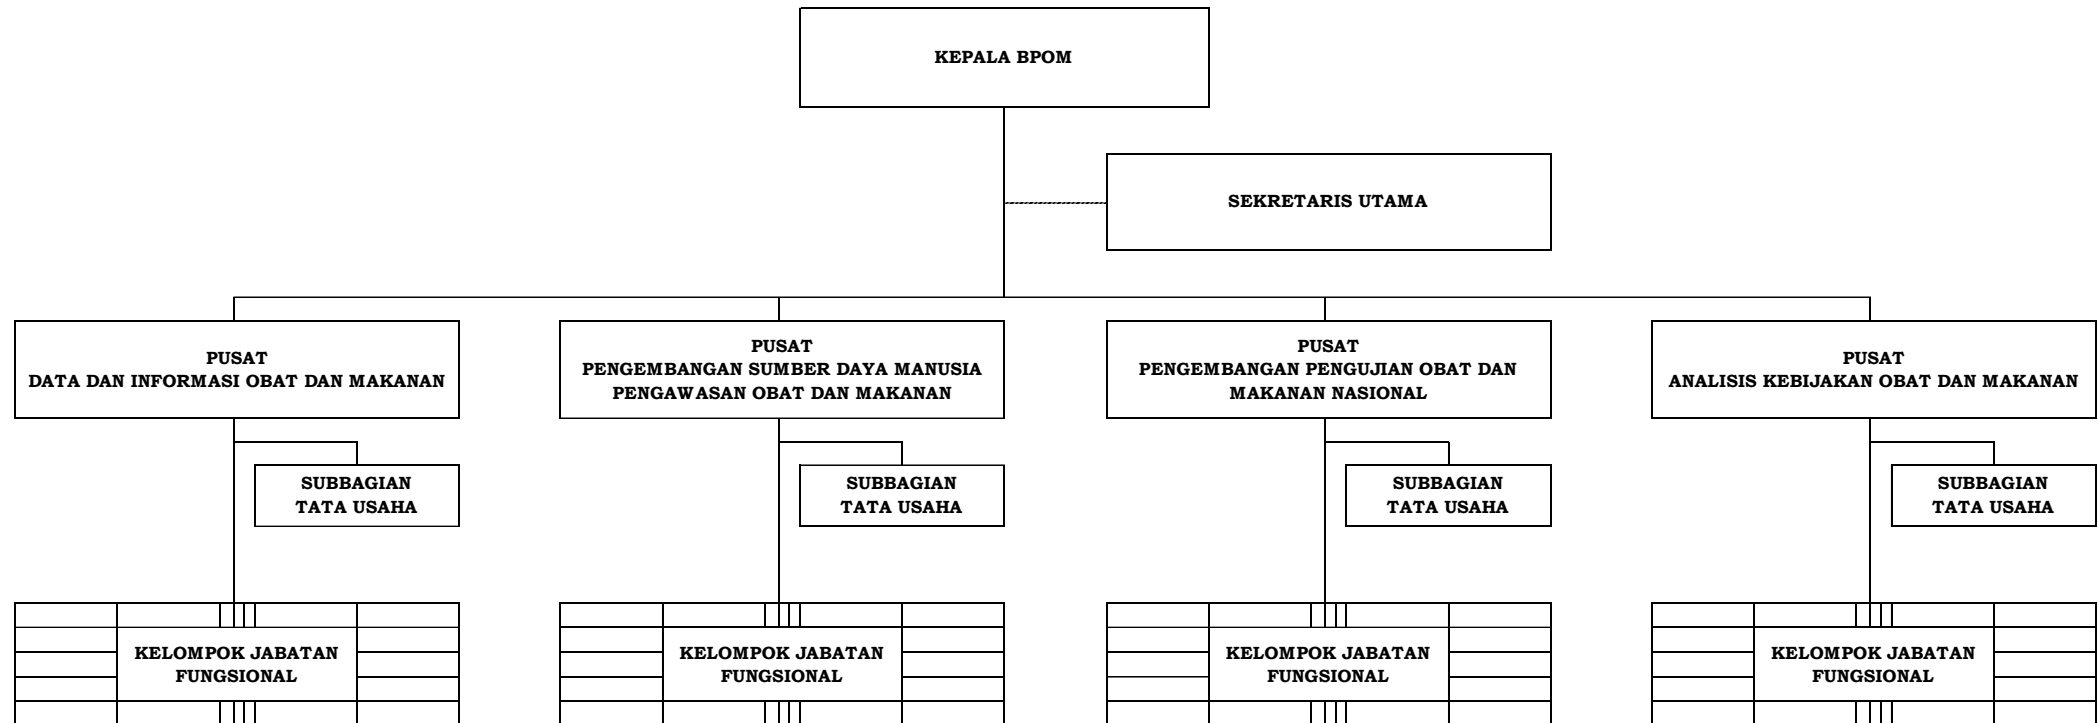 KEPALA BPOM
SEKRETARIS UTAMA
PUSAT
DATA DAN INFORMASI OBAT DAN MAKANAN
PUSAT
PENGEMBANGAN SUMBER DAYA MANUSIA
PENGAWASAN OBAT DAN MAKANAN
PUSAT
PENGEMBANGAN PENGUJIAN OBAT DAN
MAKANAN NASIONAL
PUSAT
ANALISIS KEBIJAKAN OBAT DAN MAKANAN
SUBBAGIAN
TATA USAHA
SUBBAGIAN
TATA USAHA
SUBBAGIAN
TATA USAHA
SUBBAGIAN
TATA USAHA
KELOMPOK JABATAN
FUNGSIONAL
KELOMPOK JABATAN
FUNGSIONAL
KELOMPOK JABATAN
FUNGSIONAL
KELOMPOK JABATAN
FUNGSIONAL